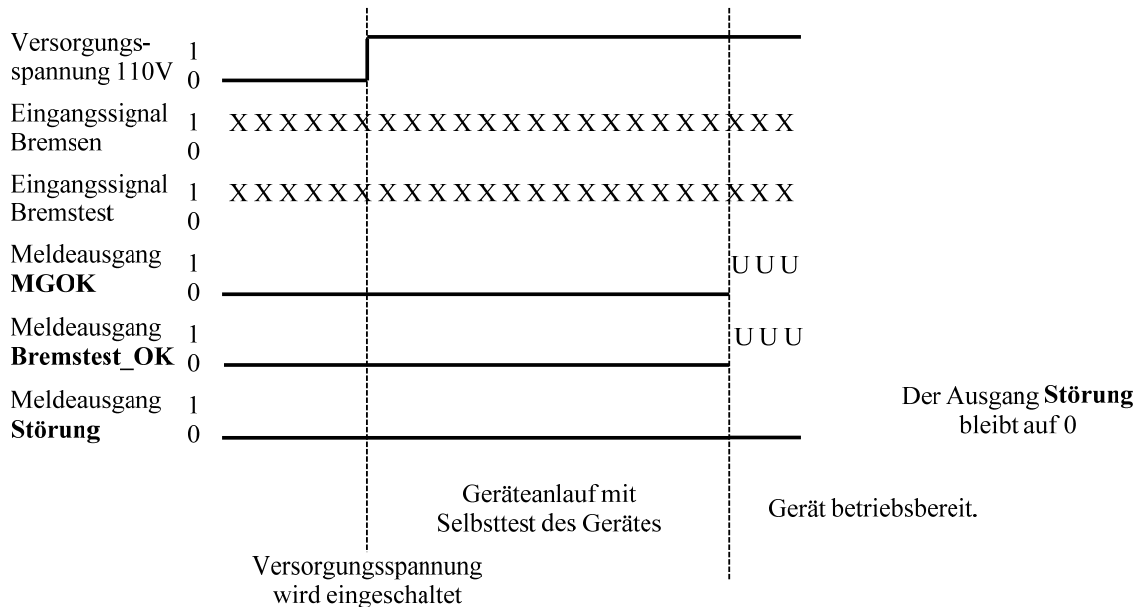 Versorgungs-
spannung 110V
1
0
Eingangssignal
Bremsen
1
0
X X X X X X X X X X X X X X X X X X X X X X X
Eingangssignal
Bremstest
1
0
X X X X X X X X X X X X X X X X X X X X X X X
Meldeausgang
MGOK
1
0
U U U
Meldeausgang
Bremstest_OK
1
0
U U U
Meldeausgang
Störung
1
0
Der Ausgang Störung
bleibt auf 0
Geräteanlauf mit
Selbsttest des Gerätes
Gerät betriebsbereit.
Versorgungsspannung
wird eingeschaltet